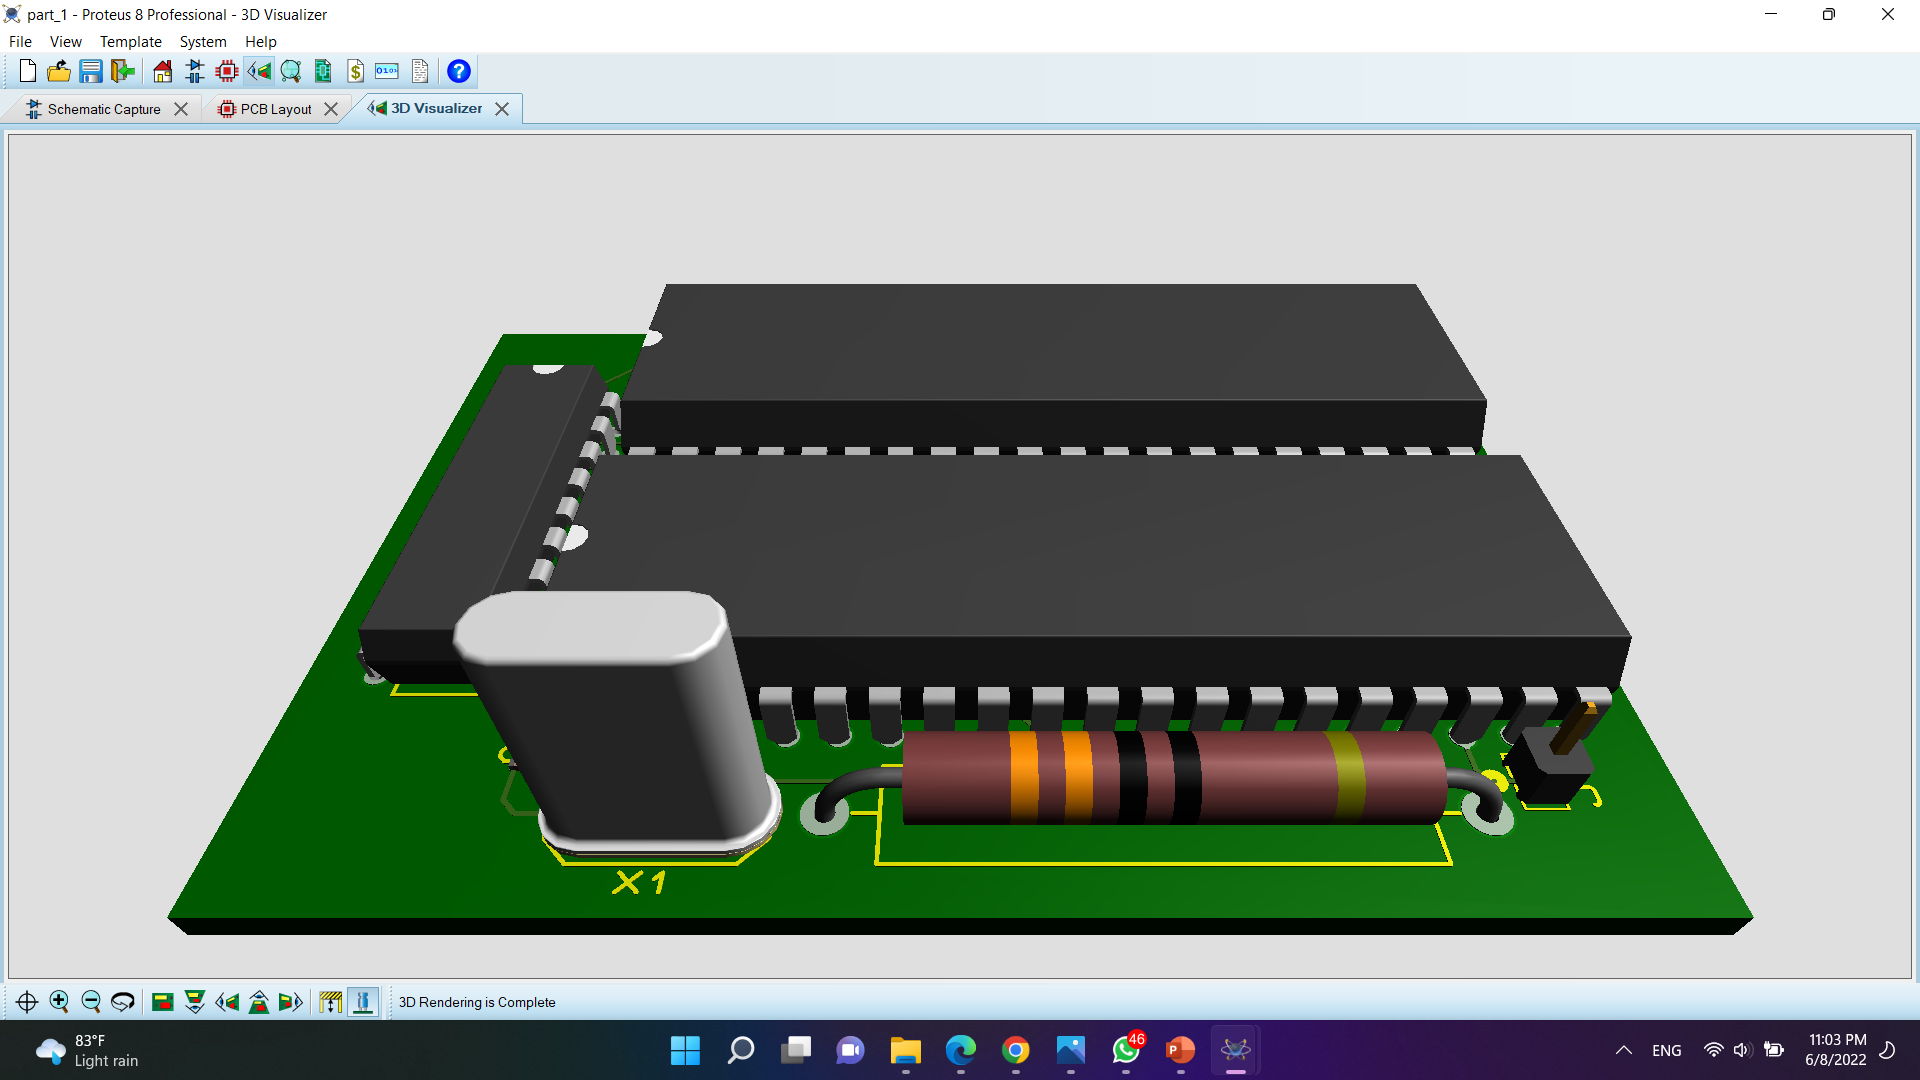 part_1 - Proteus 8 Professional - 3D Visualizer
File View Template System Help
$ 0101 ?
Schematic Capture PCB Layout 3D Visualizer
X1
3D Rendering is Complete
83°F
Light rain
46
P
ENG
11:03 PM
6/8/2022